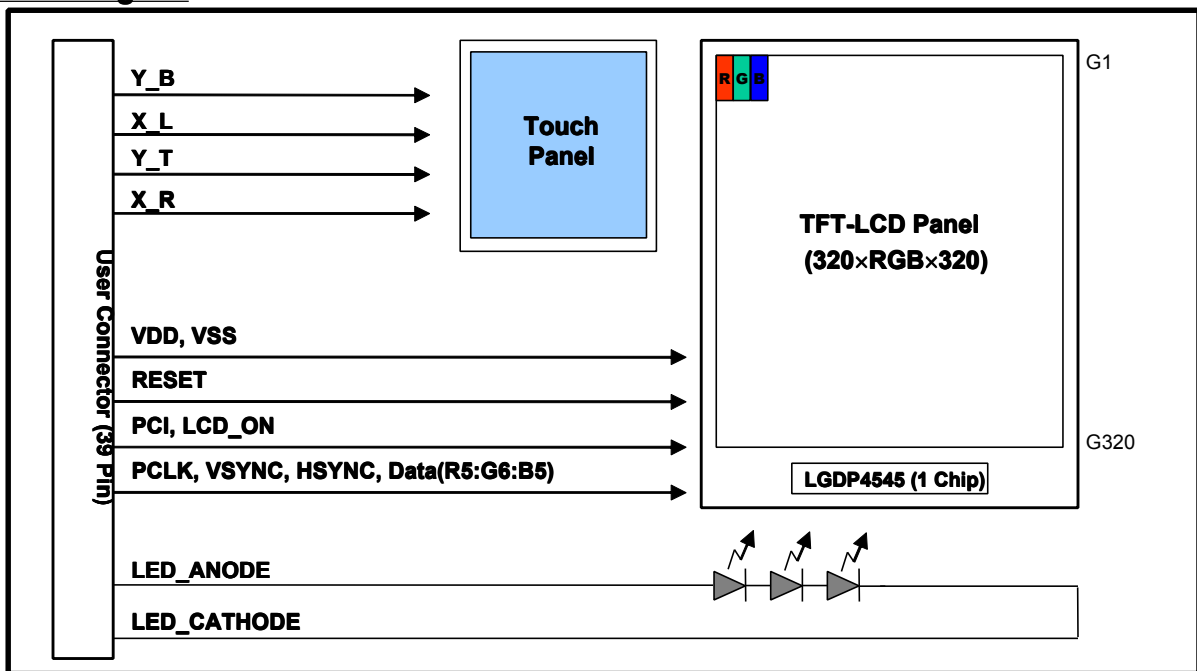 User Connector (39 Pin)
Y_B
X_L
Y_T
X_R
Touch
Panel
R G B
G1
TFT-LCD Panel
(320×RGB×320)
VDD, VSS
RESET
PCI, LCD_ON
PCLK, VSYNC, HSYNC, Data(R5:G6:B5)
G320
LGDP4545 (1 Chip)
LED_ANODE
LED_CATHODE